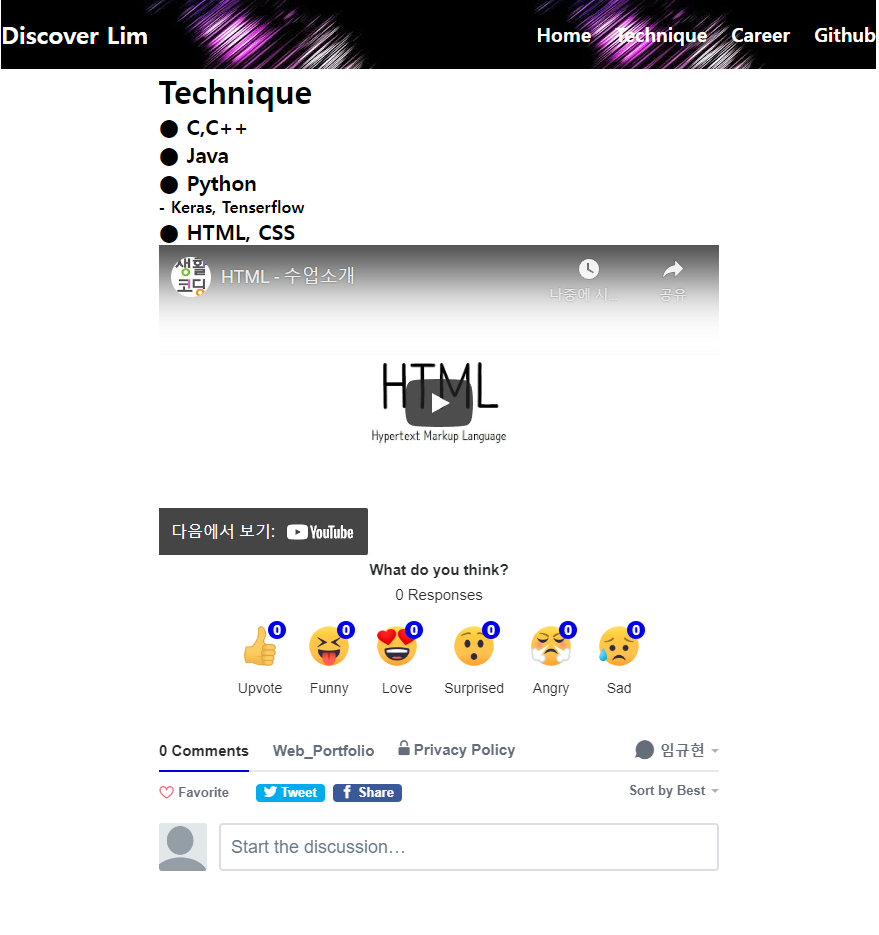 Discover Lim Home Technique Career Github
Technique
● C,C++
● Java
● Python
- Keras, Tenserflow
● HTML, CSS
생활
코딩
HTML - 수업소개
나중에 시... 공유
HTML
Hypertext Markup Language
다음에서 보기: YouTube
What do you think?
0 Responses
0 0 0 0 0 0
Upvote Funny Love Surprised Angry Sad
0 Comments Web_Portfolio Privacy Policy 임규현
Favorite Tweet Share Sort by Best
Start the discussion…